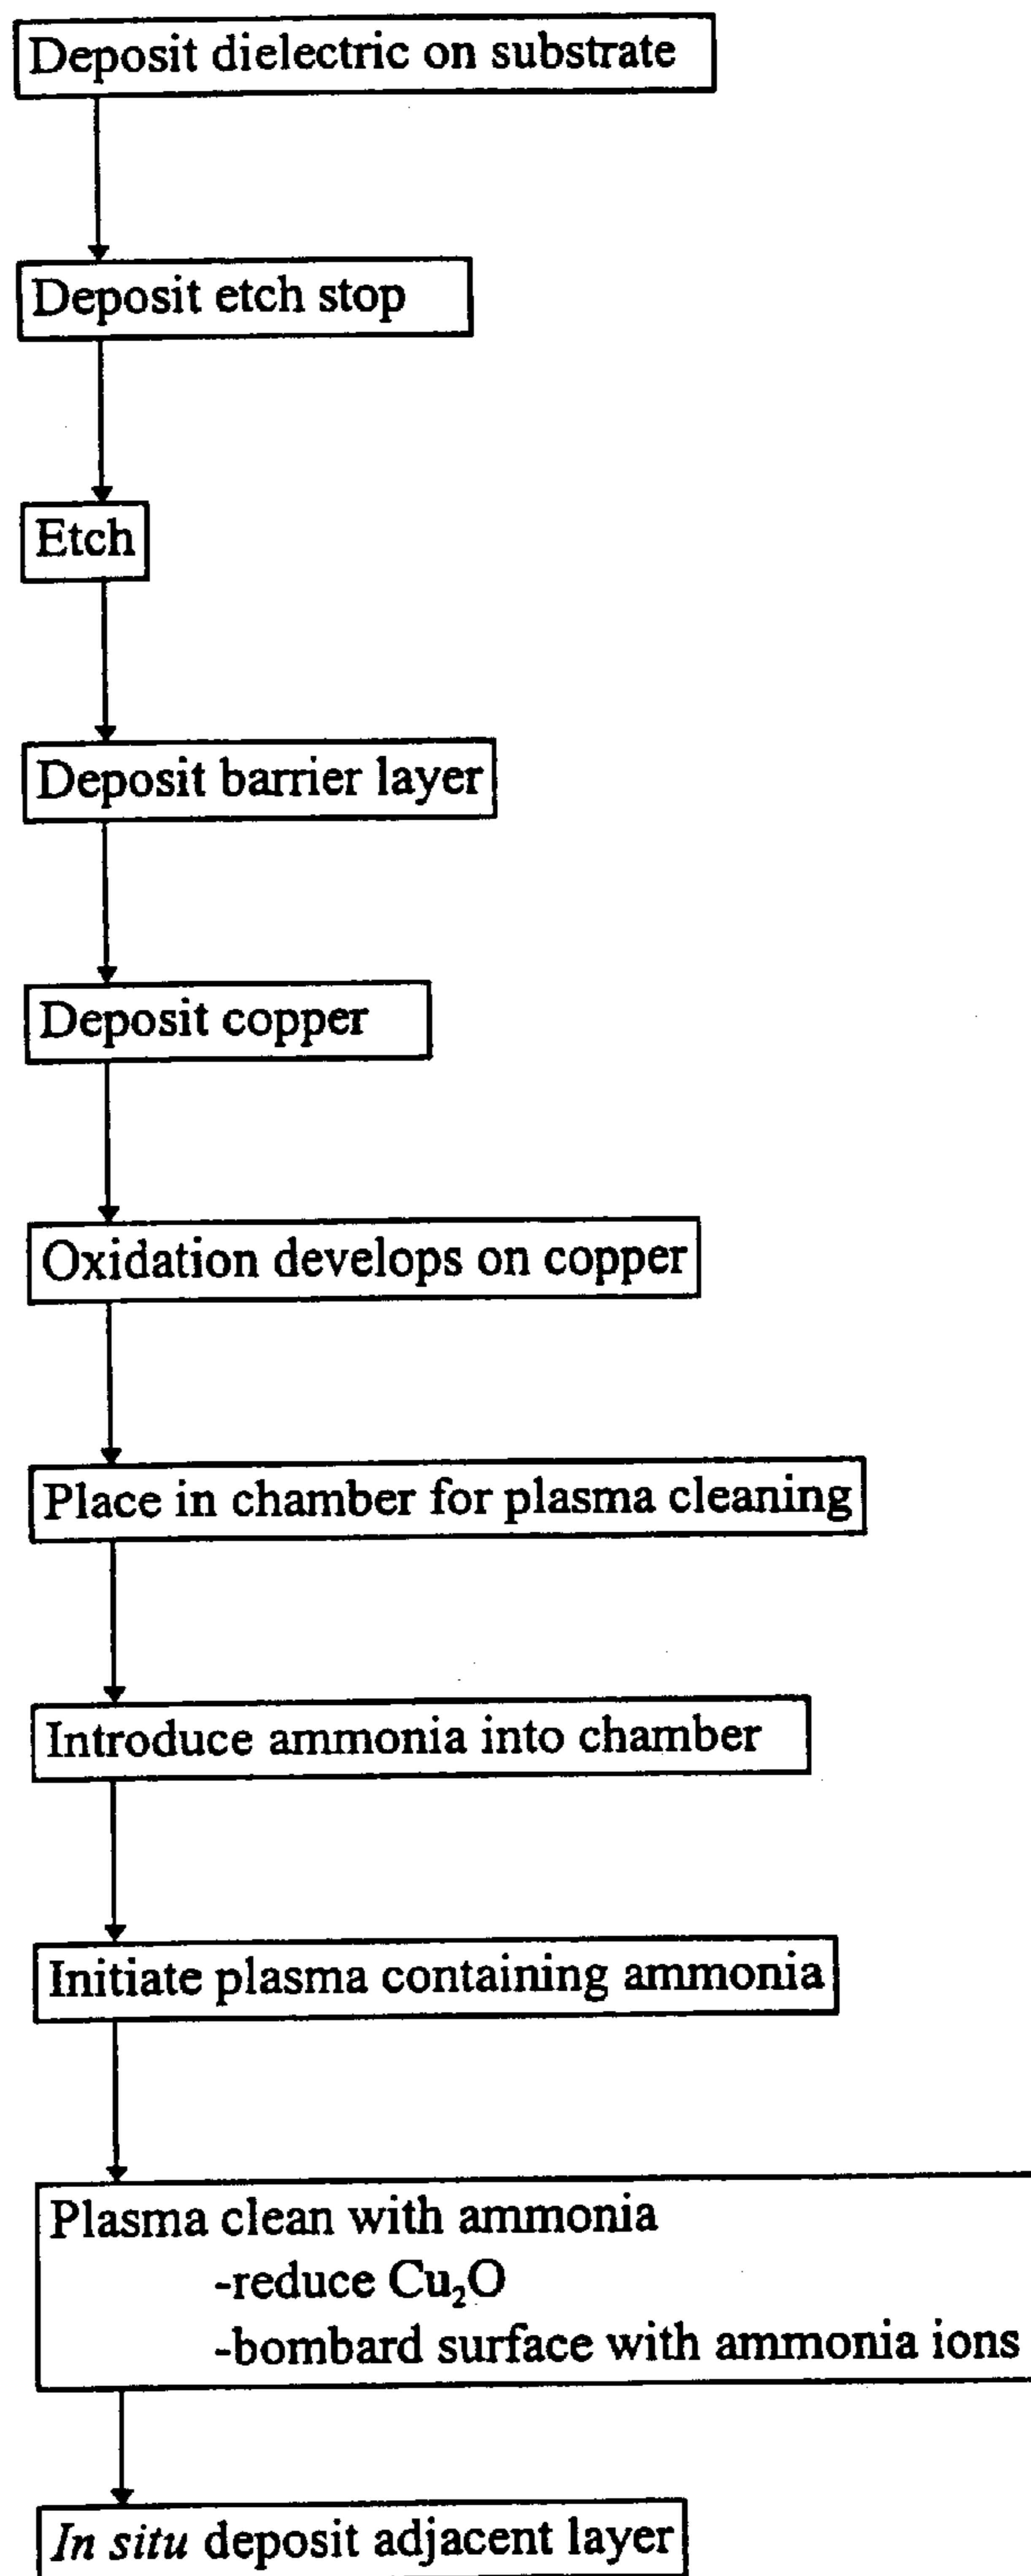 Deposit dielectric on substrate
Deposit etch stop
Etch
Deposit barrier layer
Deposit copper
Oxidation develops on copper
Place in chamber for plasma cleaning
Introduce ammonia into chamber
Initiate plasma containing ammonia
Plasma clean with ammonia
-reduce Cu₂O
-bombard surface with ammonia ions
In situ deposit adjacent layer